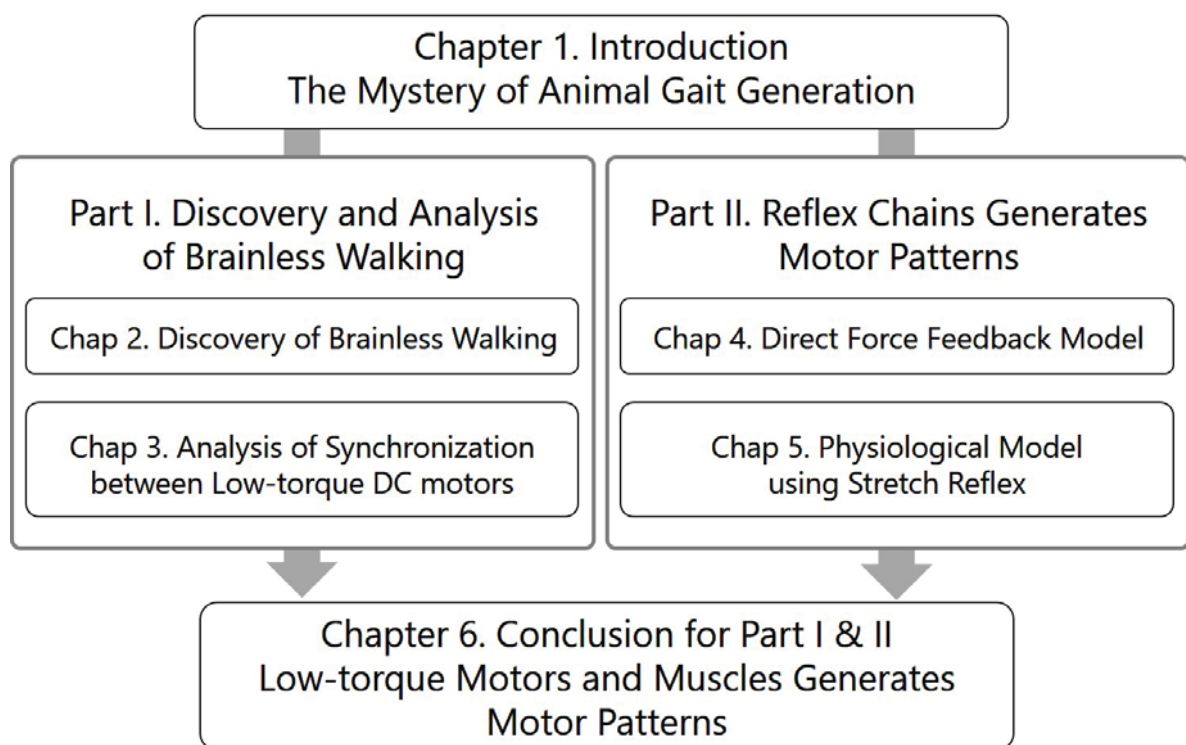 Chapter 1. Introduction
The Mystery of Animal Gait Generation
Part I. Discovery and Analysis
of Brainless Walking
Chap 2. Discovery of Brainless Walking
Chap 3. Analysis of Synchronization
between Low-torque DC motors
Part II. Reflex Chains Generates
Motor Patterns
Chap 4. Direct Force Feedback Model
Chap 5. Physiological Model
using Stretch Reflex
Chapter 6. Conclusion for Part I & II
Low-torque Motors and Muscles Generates
Motor Patterns